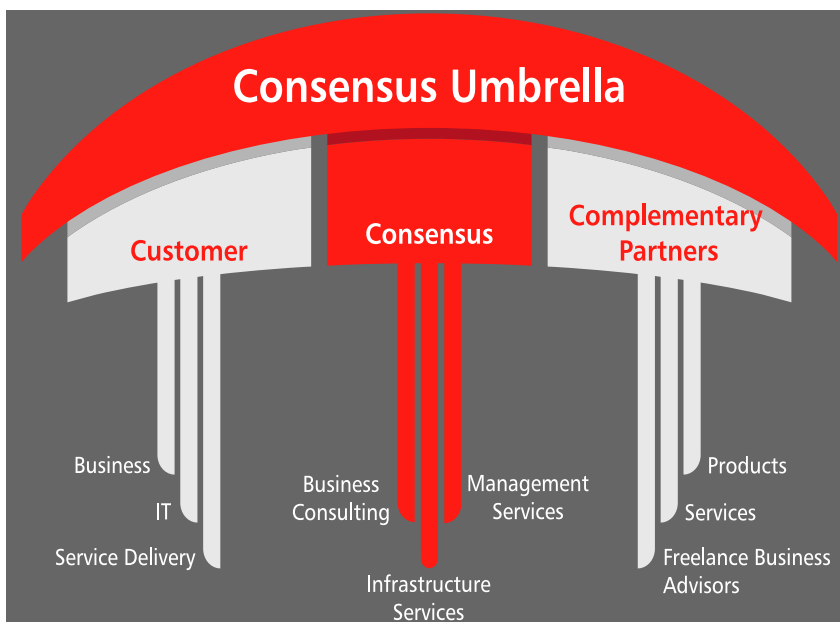 Consensus Umbrella
Customer
Consensus
Complementary
Partners
Business
IT
Service Delivery
Business
Consulting
Infrastructure
Services
Management
Services
Products
Services
Freelance Business
Advisors